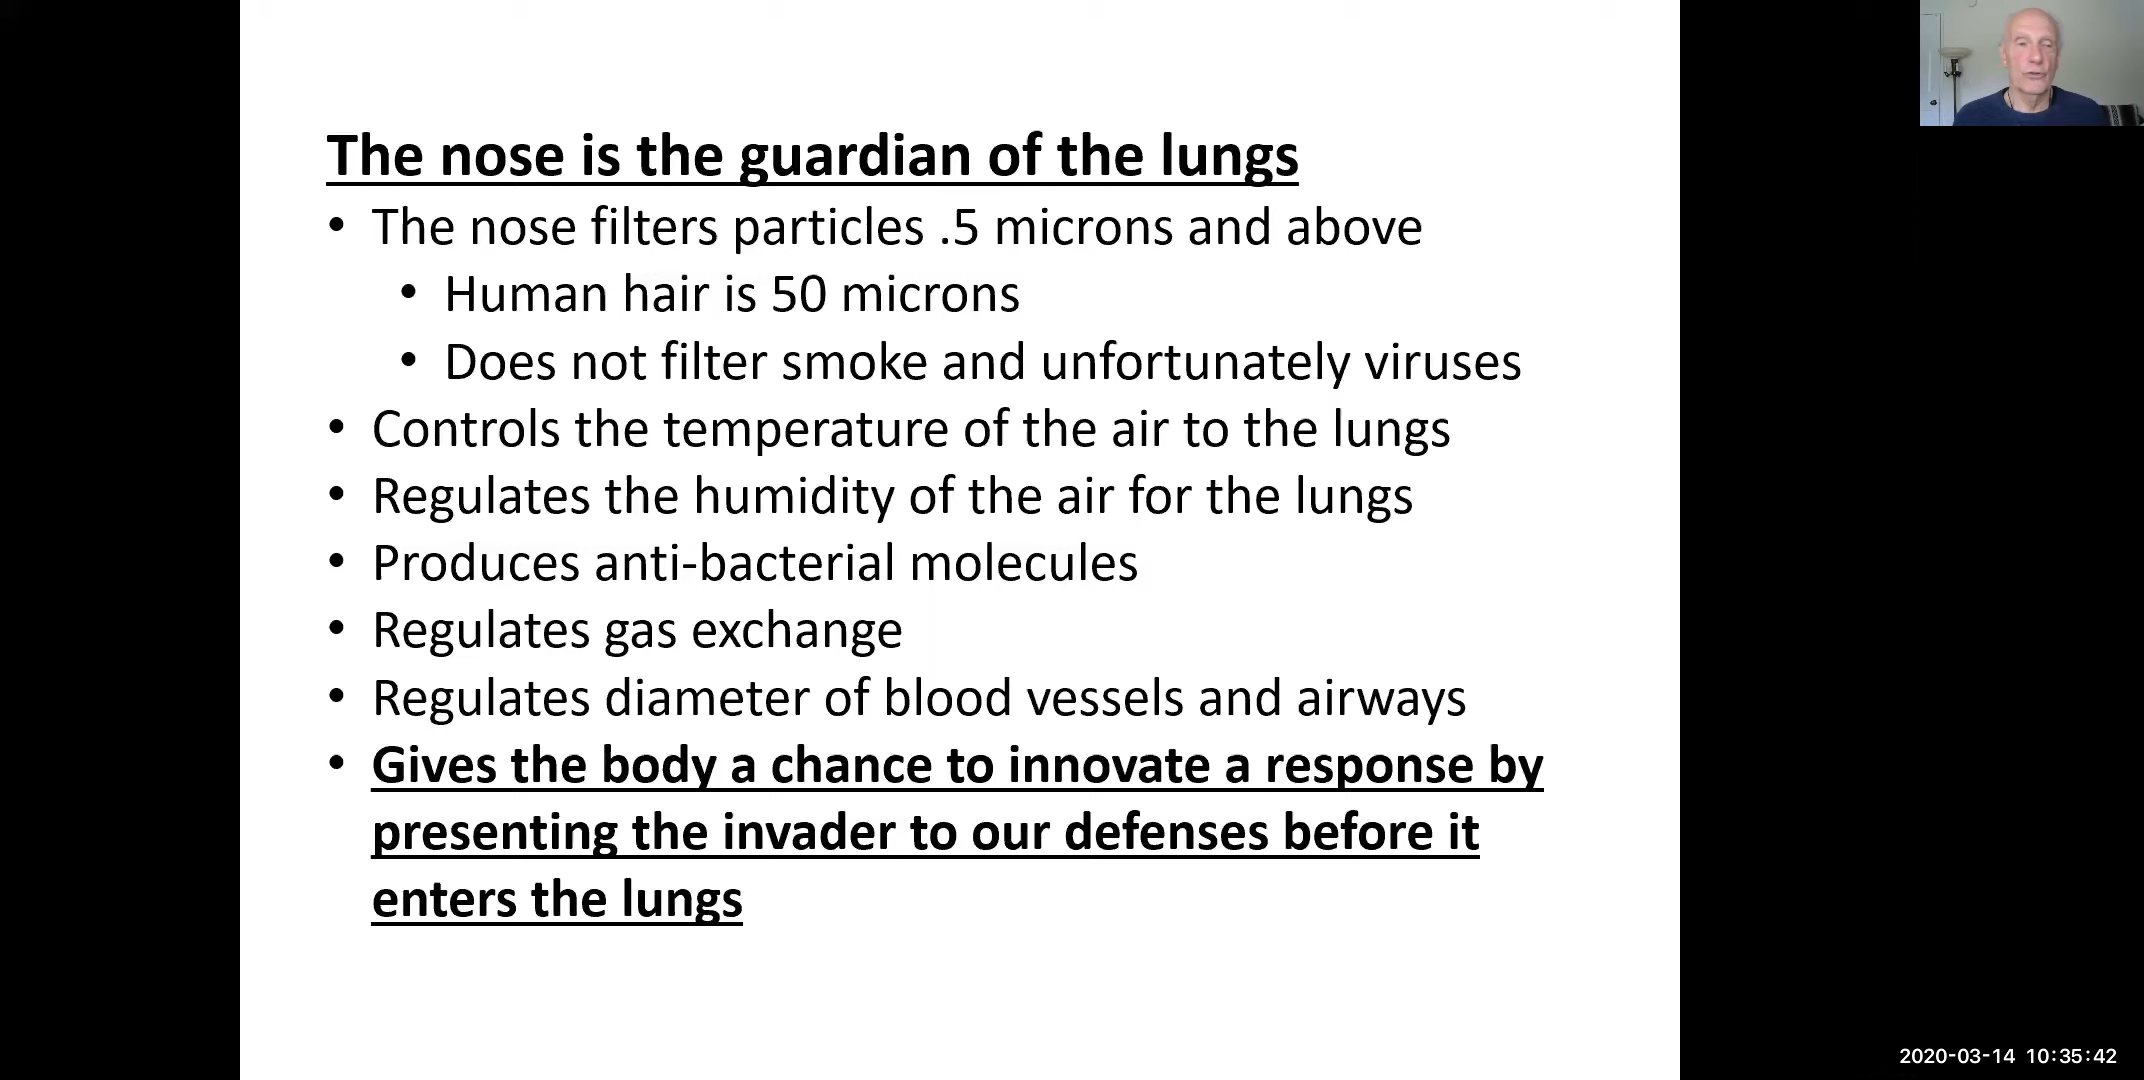 The nose is the guardian of the lungs
• The nose filters particles .5 microns and above
• Human hair is 50 microns
• Does not filter smoke and unfortunately viruses
• Controls the temperature of the air to the lungs
• Regulates the humidity of the air for the lungs
• Produces anti-bacterial molecules
• Regulates gas exchange
• Regulates diameter of blood vessels and airways
• Gives the body a chance to innovate a response by
presenting the invader to our defenses before it
enters the lungs
2020-03-14 10:35:42